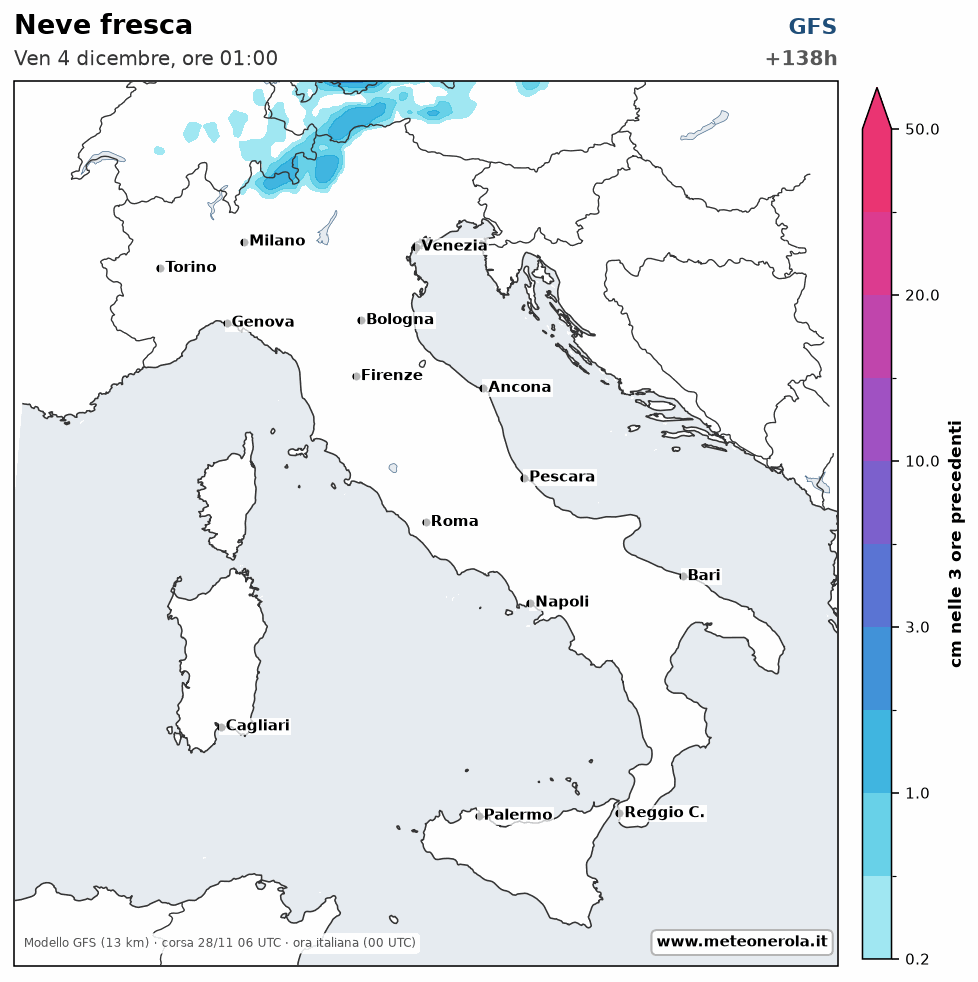 Neve fresca
GFS
Ven 4 dicembre, ore 01:00
+138h
50.0
20.0
10.0
3.0
1.0
0.2
cm nelle 3 ore precedenti
Milano
Venezia
Torino
Genova
Bologna
Firenze
Ancona
Pescara
Roma
Bari
Napoli
Cagliari
Palermo
Reggio C.
Modello GFS (13 km) · corsa 28/11 06 UTC · ora italiana (00 UTC)
www.meteonerola.it